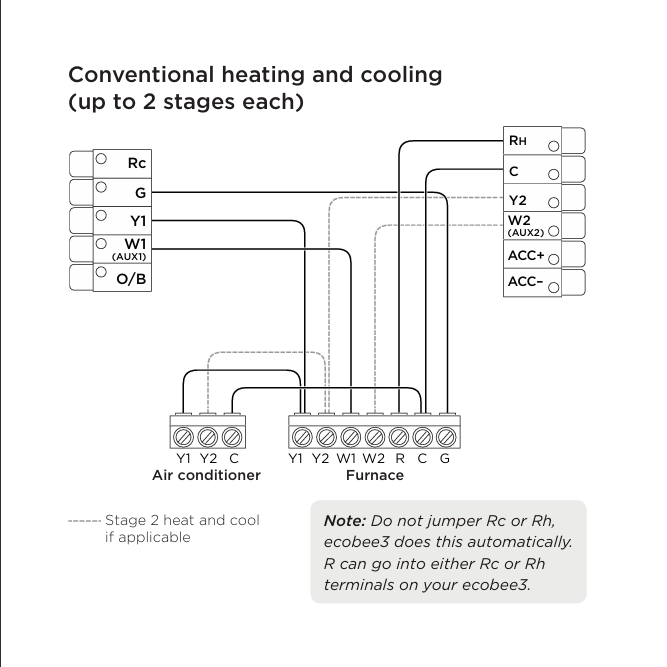 Conventional heating and cooling
(up to 2 stages each)
Rc
G
Y1
W1
(AUX1)
O/B
RH
C
Y2
W2
(AUX2)
ACC+
ACC–
Y1 Y2 C
Air conditioner
Y1 Y2 W1 W2 R C G
Furnace
Stage 2 heat and cool
if applicable
Note: Do not jumper Rc or Rh,
ecobee3 does this automatically.
R can go into either Rc or Rh
terminals on your ecobee3.